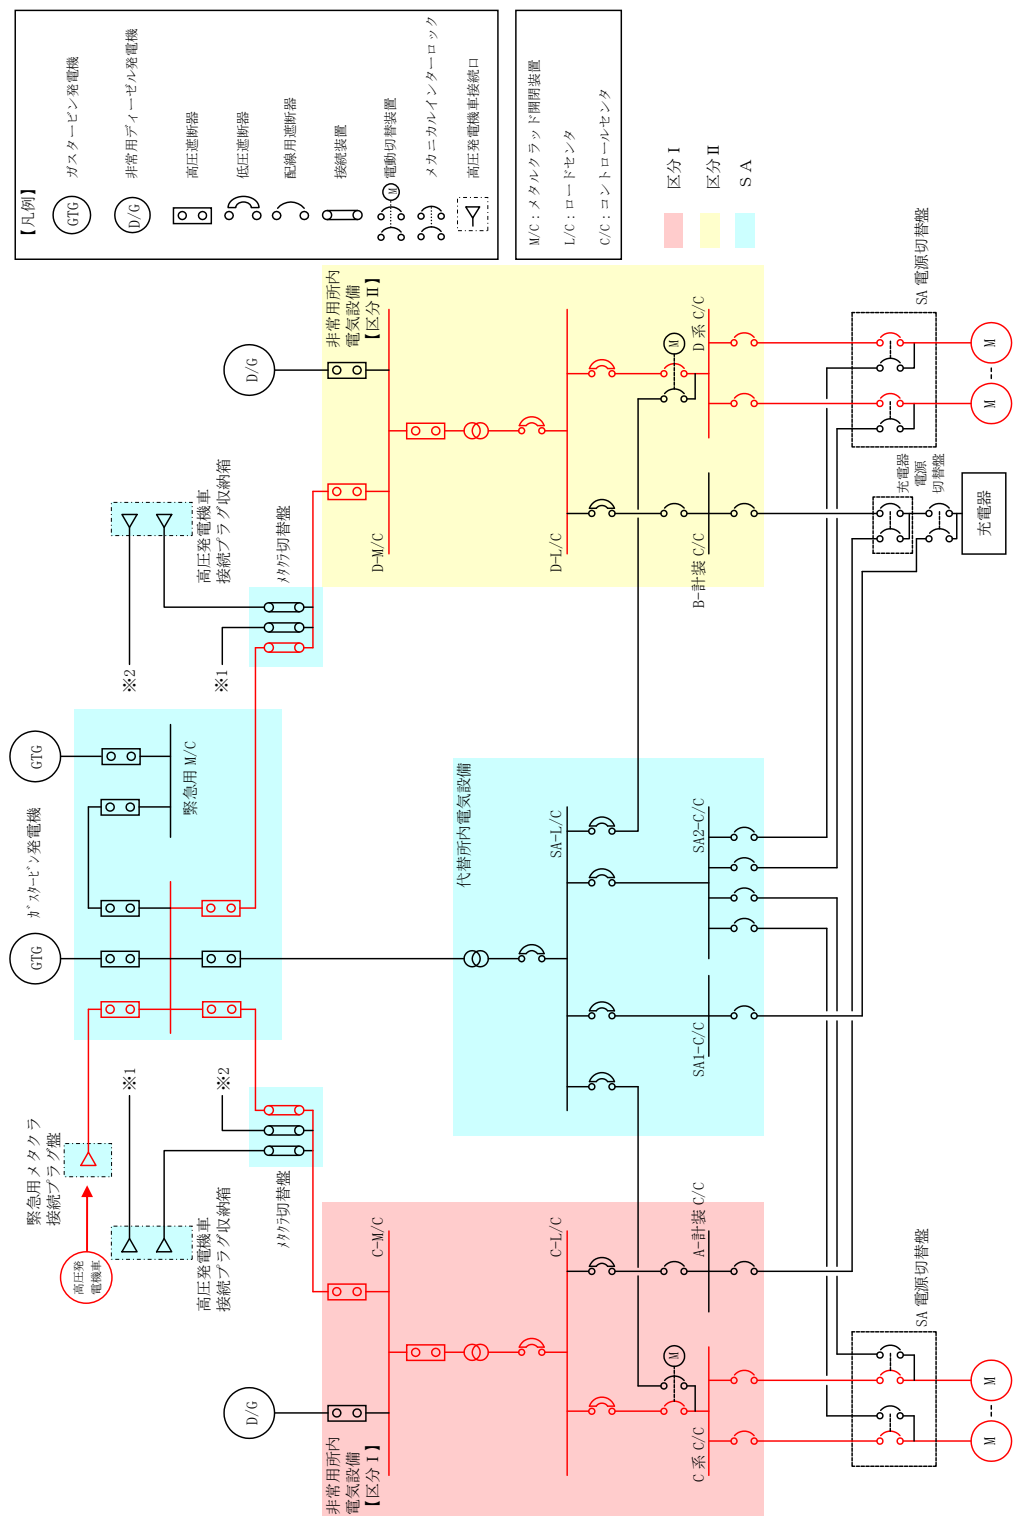 【凡例】
GTG
ガスタービン発電機
D/G
非常用ディーゼル発電機
高圧遮断器
低圧遮断器
配線用遮断器
接続装置
M
電動切替装置
メカニカルインターロック
高圧発電機車接続口
M/C：メタルクラッド開閉装置
L/C：ロードセンタ
C/C：コントロールセンタ
区分Ⅰ
区分Ⅱ
ＳＡ
緊急用メタクラ
接続プラグ盤
高圧発
電機車
ｶﾞｽﾀｰﾋﾞﾝ発電機
GTG
GTG
緊急用 M/C
※1
※2
高圧発電機車
接続プラグ収納箱
ﾒﾀｸﾗ切替盤
※2
※1
高圧発電機車
接続プラグ収納箱
ﾒﾀｸﾗ切替盤
D/G
D/G
非常用所内
電気設備
【区分Ⅰ】
C-M/C
C-L/C
M
C 系 C/C
A-計装 C/C
代替所内電気設備
SA-L/C
SA1-C/C
SA2-C/C
非常用所内
電気設備
【区分Ⅱ】
D-M/C
D-L/C
M
D 系 C/C
B-計装 C/C
SA 電源切替盤
M
M
充電器
電源
切替盤
充電器
SA 電源切替盤
M
M